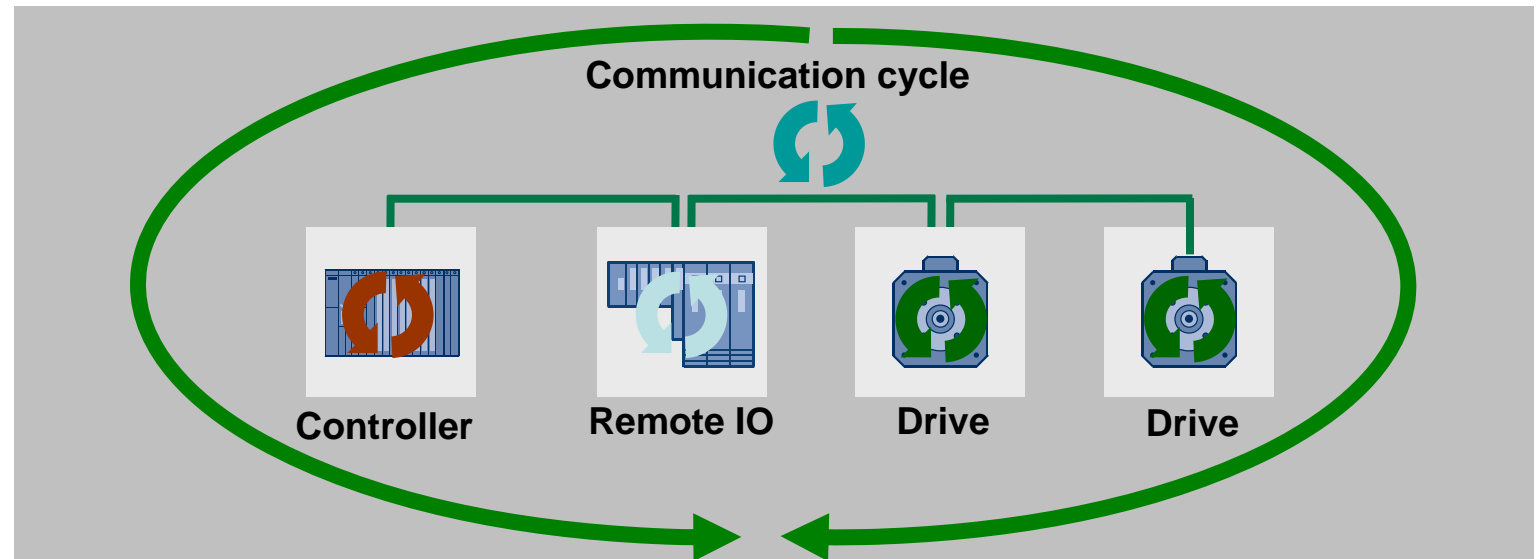 Communication cycle
Controller
Remote IO
Drive
Drive